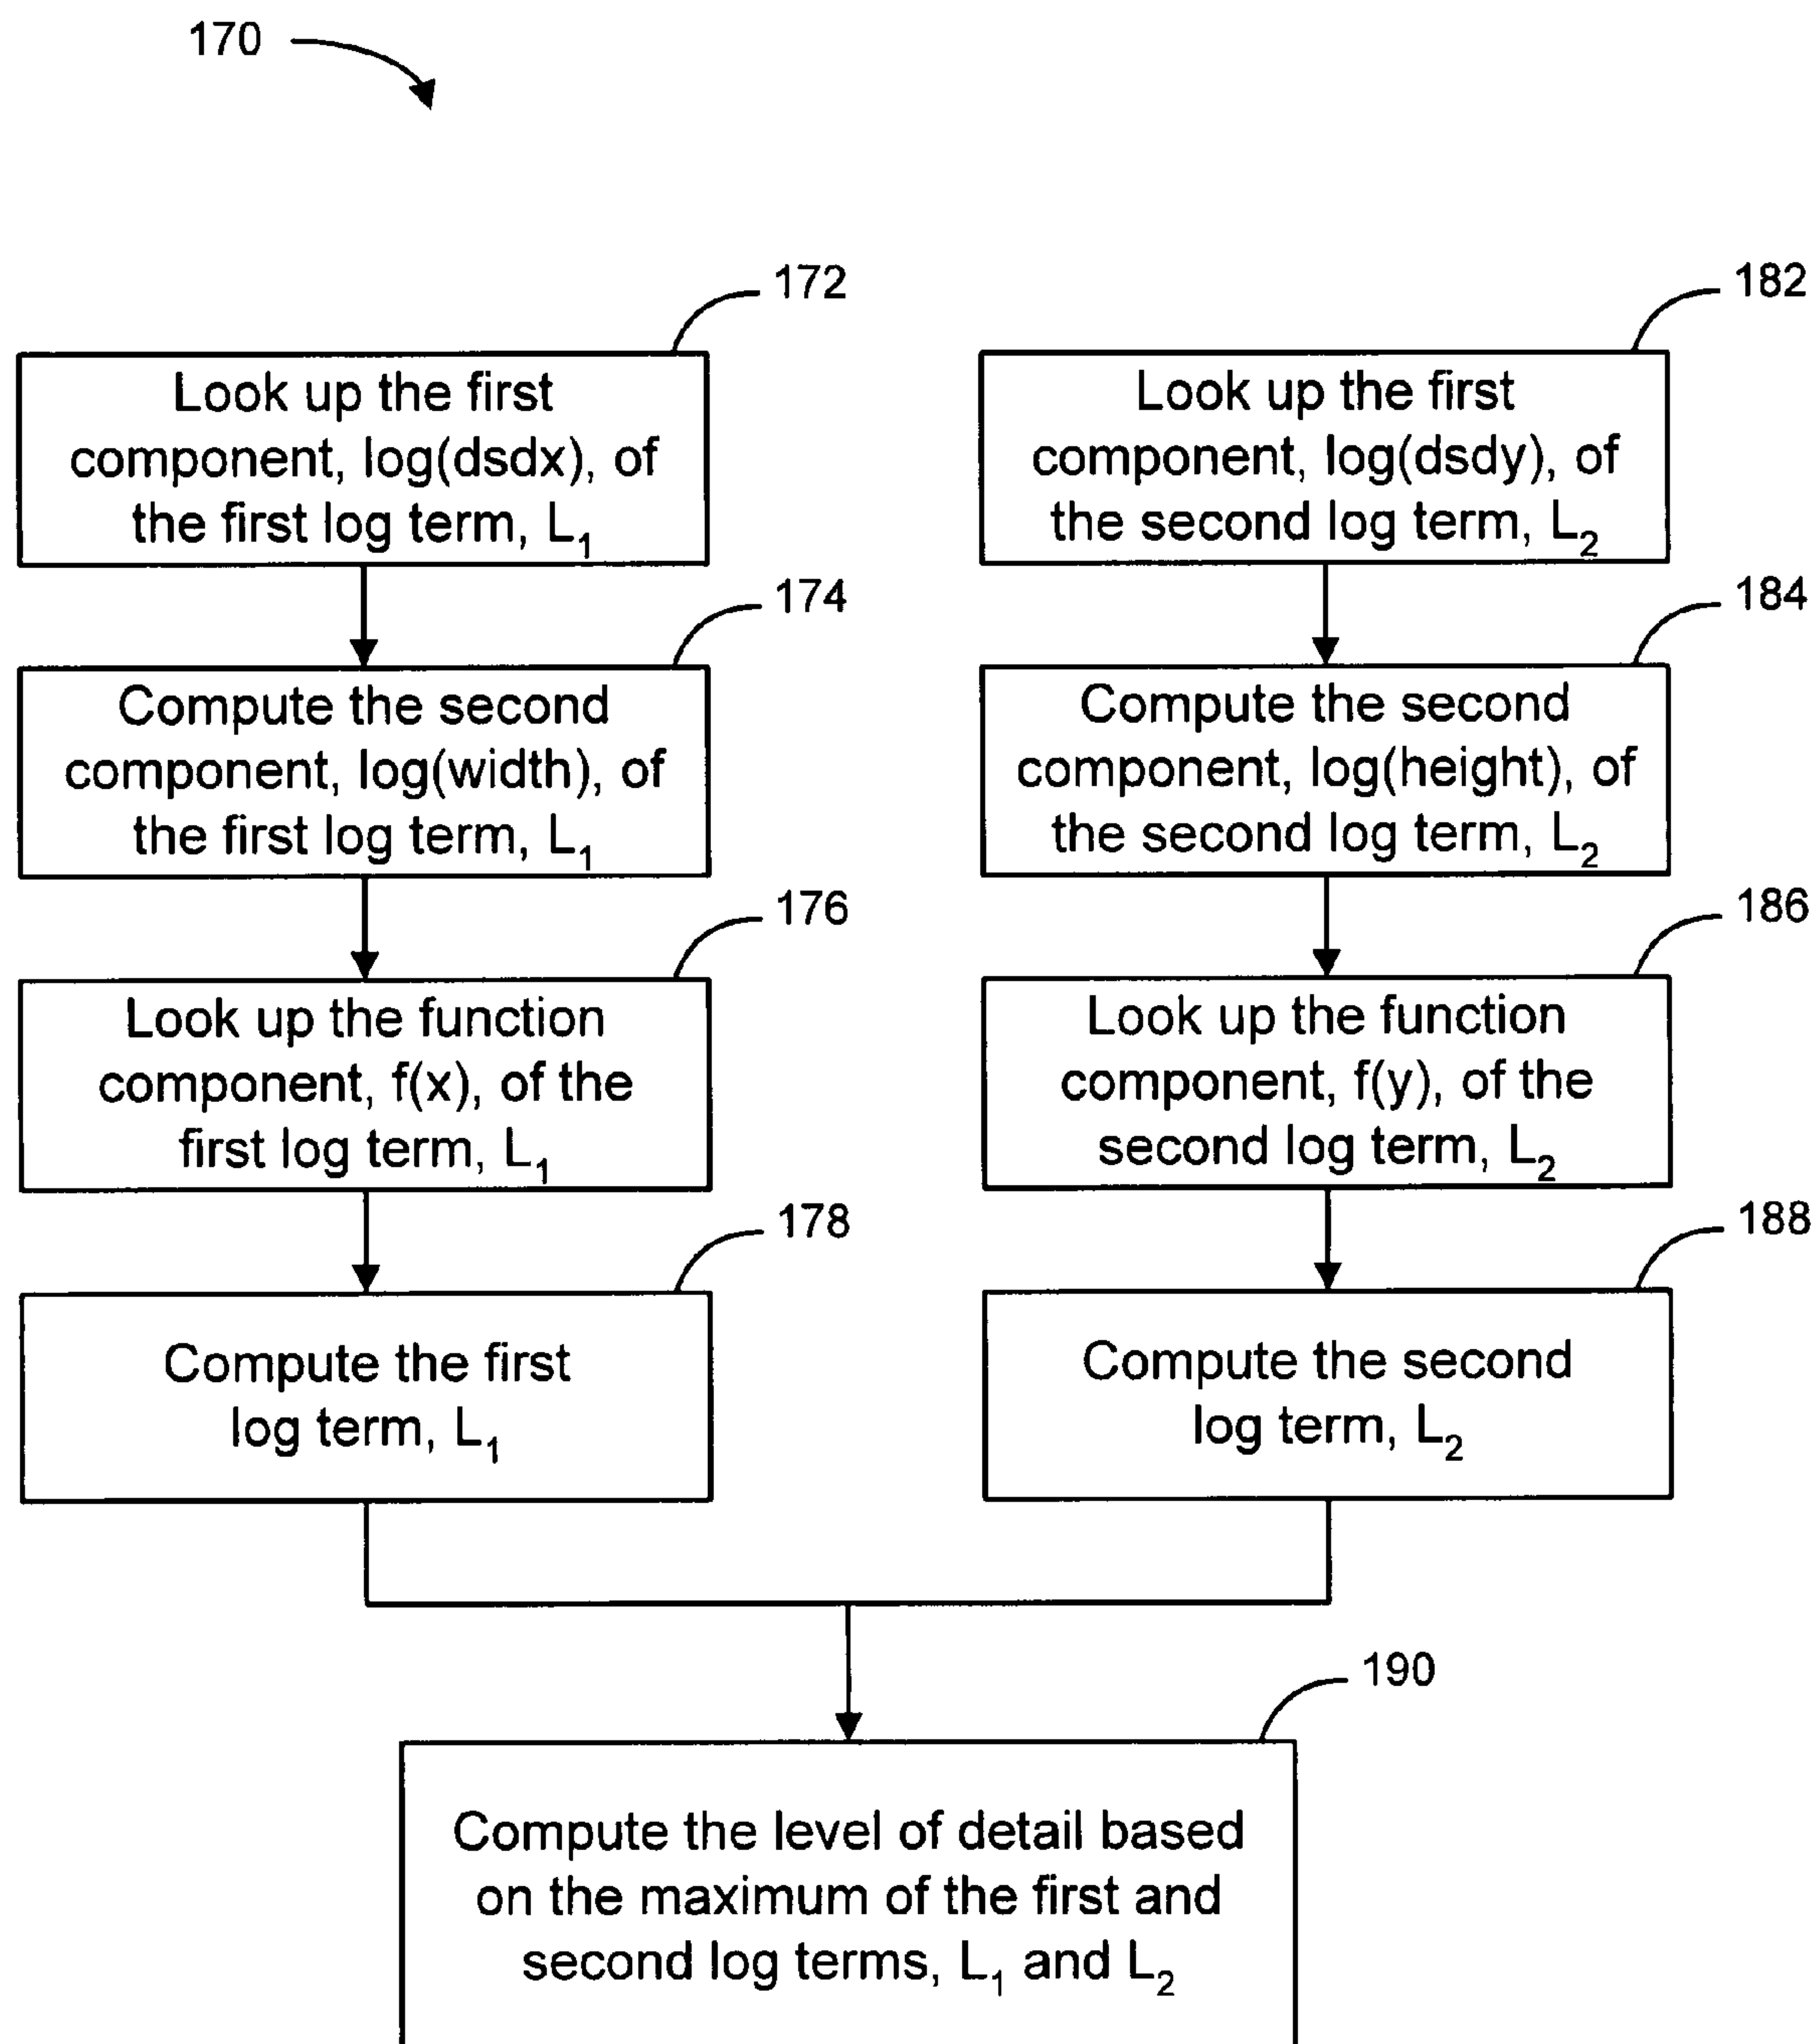 170
172
Look up the first
component, log(dsdx), of
the first log term, L₁
174
Compute the second
component, log(width), of
the first log term, L₁
176
Look up the function
component, f(x), of the
first log term, L₁
178
Compute the first
log term, L₁
182
Look up the first
component, log(dsdy), of
the second log term, L₂
184
Compute the second
component, log(height), of
the second log term, L₂
186
Look up the function
component, f(y), of the
second log term, L₂
188
Compute the second
log term, L₂
190
Compute the level of detail based
on the maximum of the first and
second log terms, L₁ and L₂